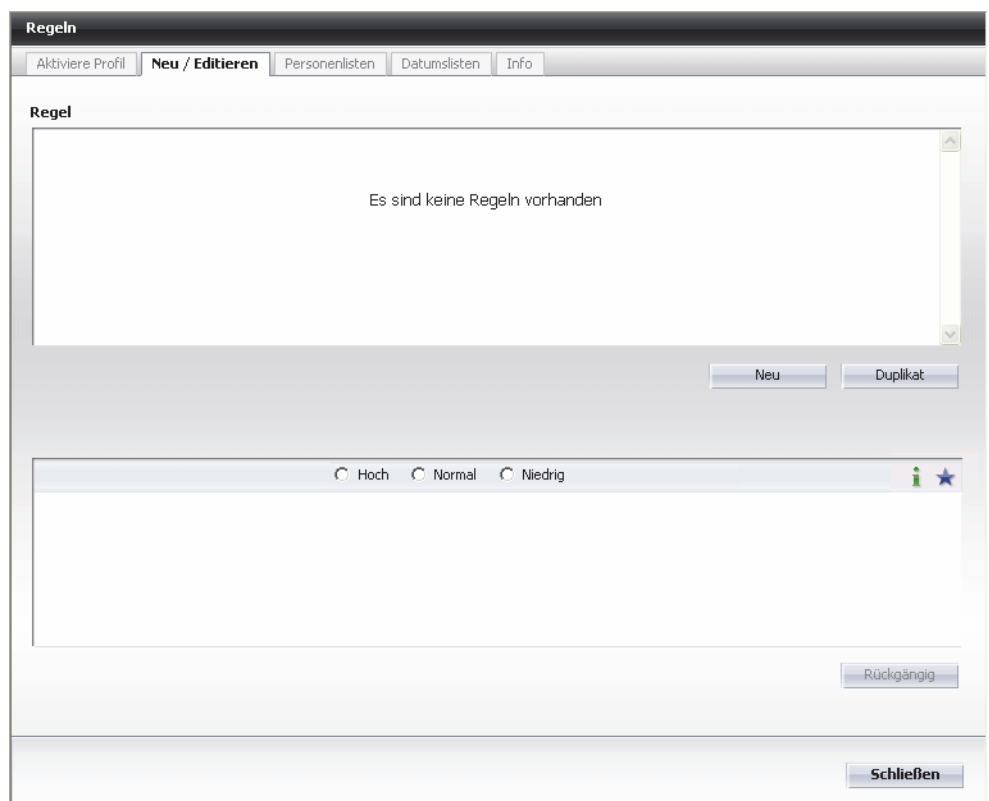 Regeln
Aktiviere Profil Neu / Editieren Personenlisten Datumslisten Info
Regel
Es sind keine Regeln vorhanden
Neu Duplikat
Hoch Normal Niedrig
Rückgängig
Schließen